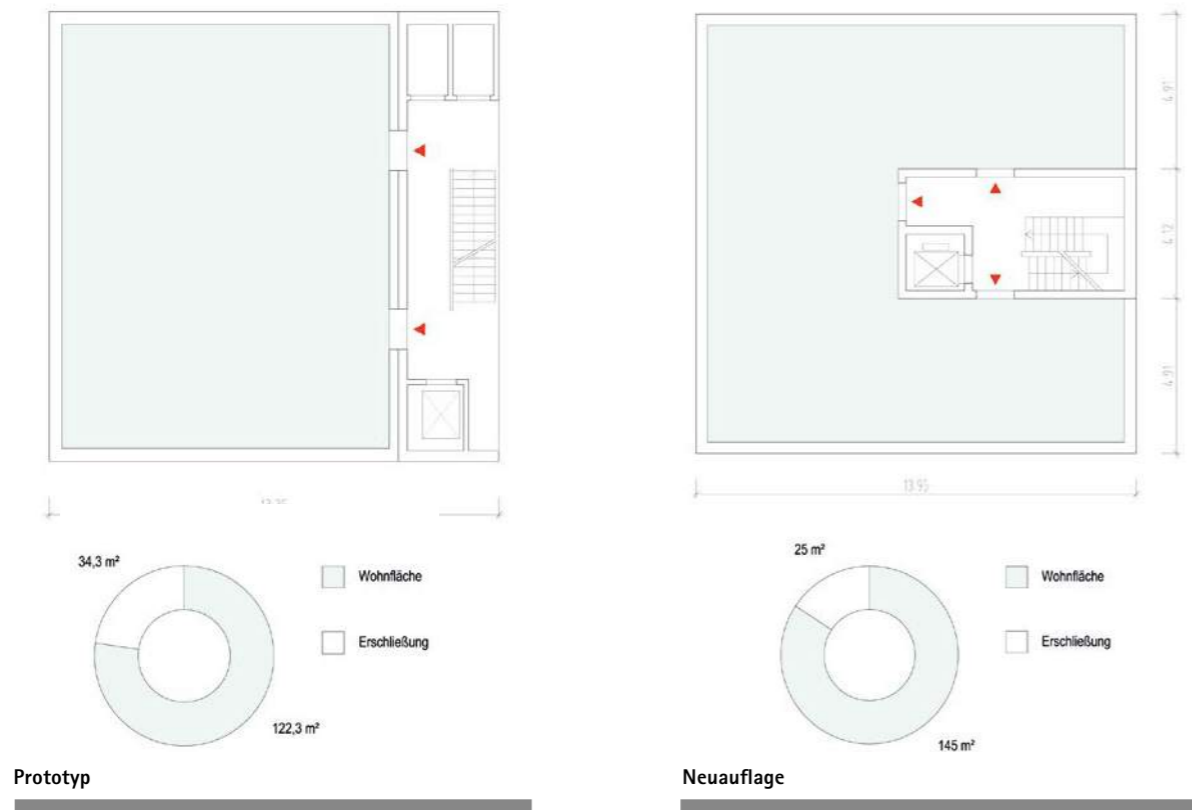 4.91
4.12
4.91
13.95
34,3 m²
Wohnfläche
Erschließung
122,3 m²
25 m²
Wohnfläche
Erschließung
145 m²
Prototyp
Neuauflage